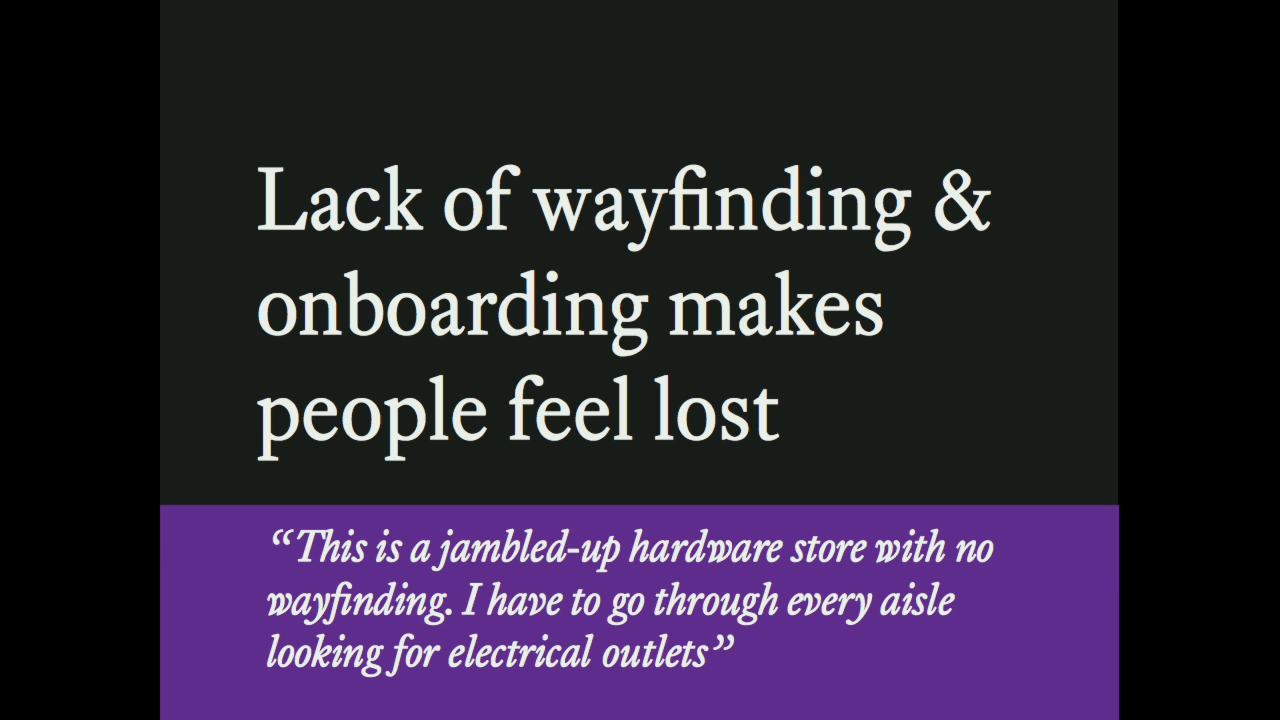 Lack of wayfinding &
onboarding makes
people feel lost
“This is a jambled-up hardware store with no
wayfinding. I have to go through every aisle
looking for electrical outlets”